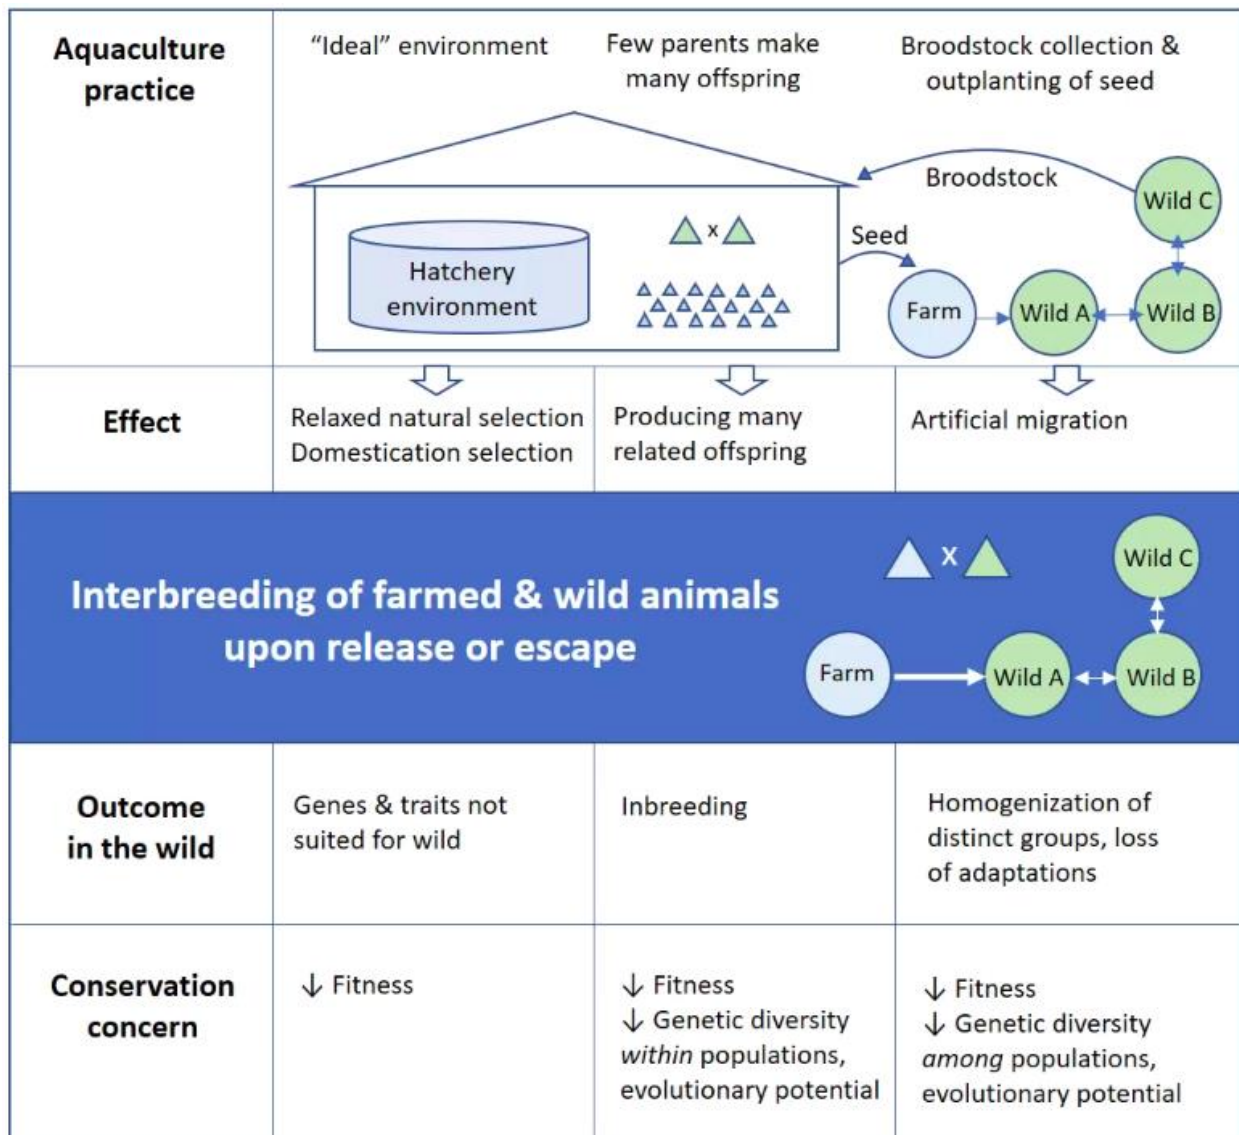 Aquaculture
practice
“Ideal” environment
Few parents make
many offspring
Broodstock collection &
outplanting of seed
Broodstock
Wild C
x
Seed
Hatchery
environment
Farm
Wild A
Wild B
Effect
Relaxed natural selection
Domestication selection
Producing many
related offspring
Artificial migration
Interbreeding of farmed & wild animals
upon release or escape
X
Wild C
Farm
Wild A
Wild B
Outcome
in the wild
Genes & traits not
suited for wild
Inbreeding
Homogenization of
distinct groups, loss
of adaptations
Conservation
concern
↓ Fitness
↓ Fitness
↓ Genetic diversity
within populations,
evolutionary potential
↓ Fitness
↓ Genetic diversity
among populations,
evolutionary potential